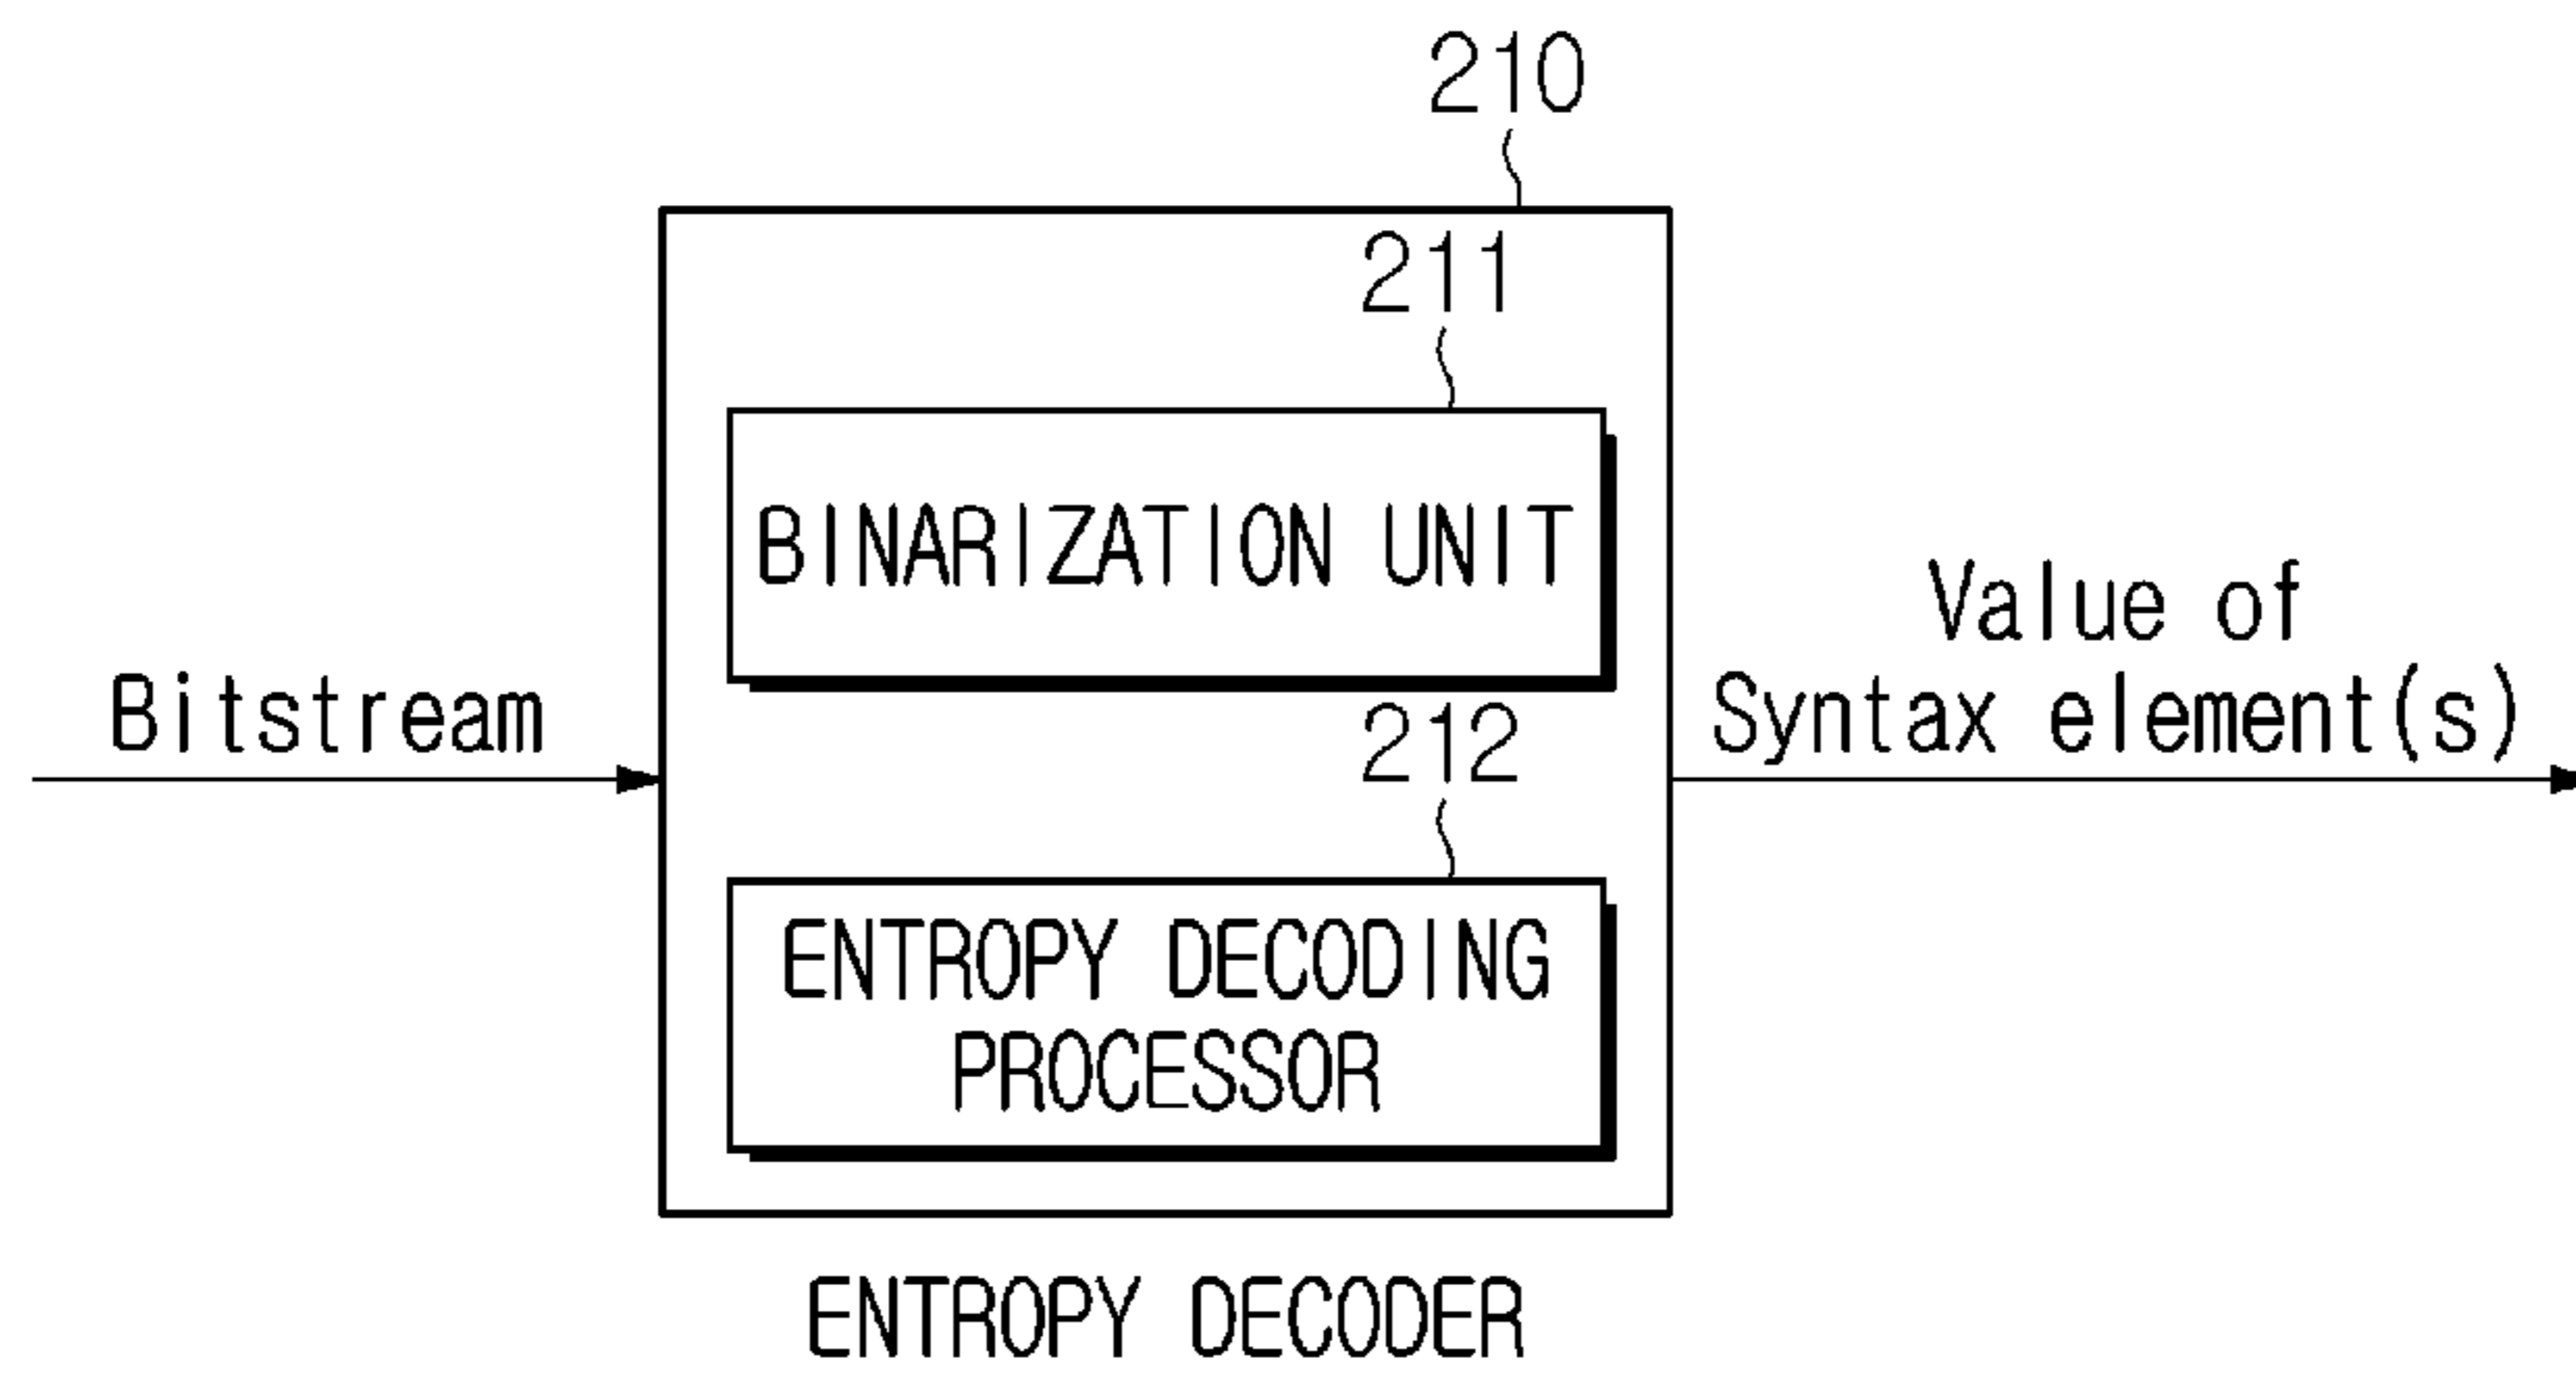 210
211
BINARIZATION UNIT
Bitstream
Value of
Syntax element(s)
212
ENTROPY DECODING
PROCESSOR
ENTROPY DECODER